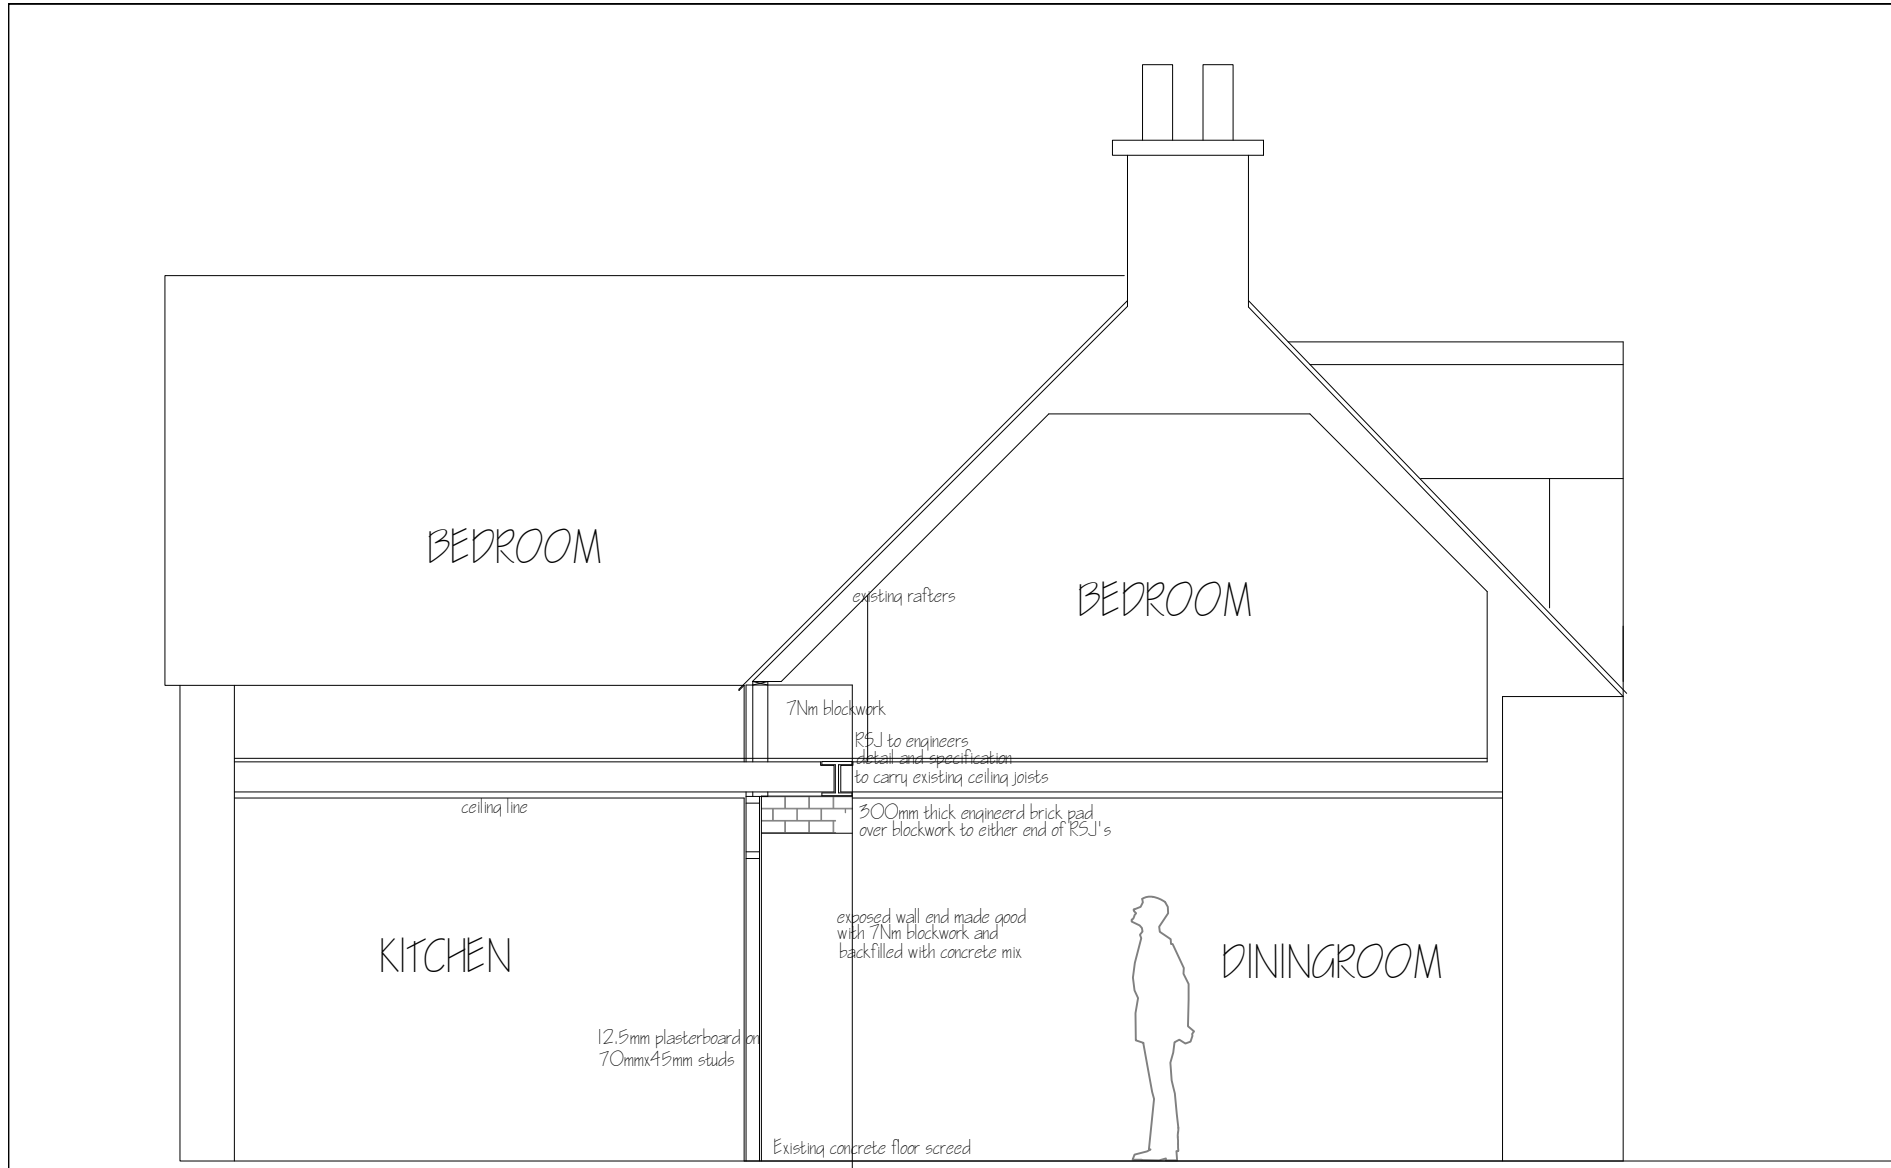 BEDROOM
BEDROOM
existing rafters
7Nm blockwork
RSJ to engineers
detail and specification
to carry existing ceiling joists
ceiling line
300mm thick engineerd brick pad
over blockwork to either end of RSJ's
exposed wall end made good
with 7Nm blockwork and
backfilled with concrete mix
KITCHEN
DININGROOM
12.5mm plasterboard on
70mmx45mm studs
Existing concrete floor screed